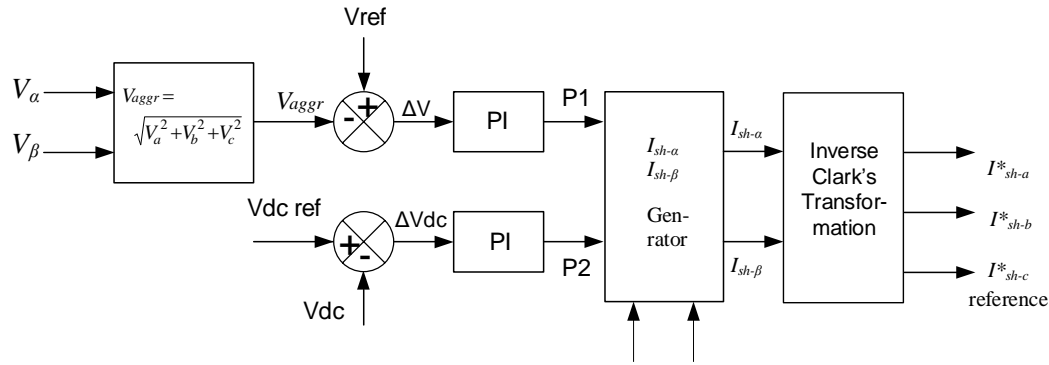 Vref
Vα
Vβ
Vaggr =
√Va²+Vb²+Vc²
Vaggr
-
+
ΔV
PI
P1
Vdc ref
+
-
ΔVdc
PI
P2
Vdc
Ish-α
Ish-β
Gen-
rator
Ish-α
Ish-β
Inverse
Clark's
Transfor-
mation
I*sh-a
I*sh-b
I*sh-c
reference